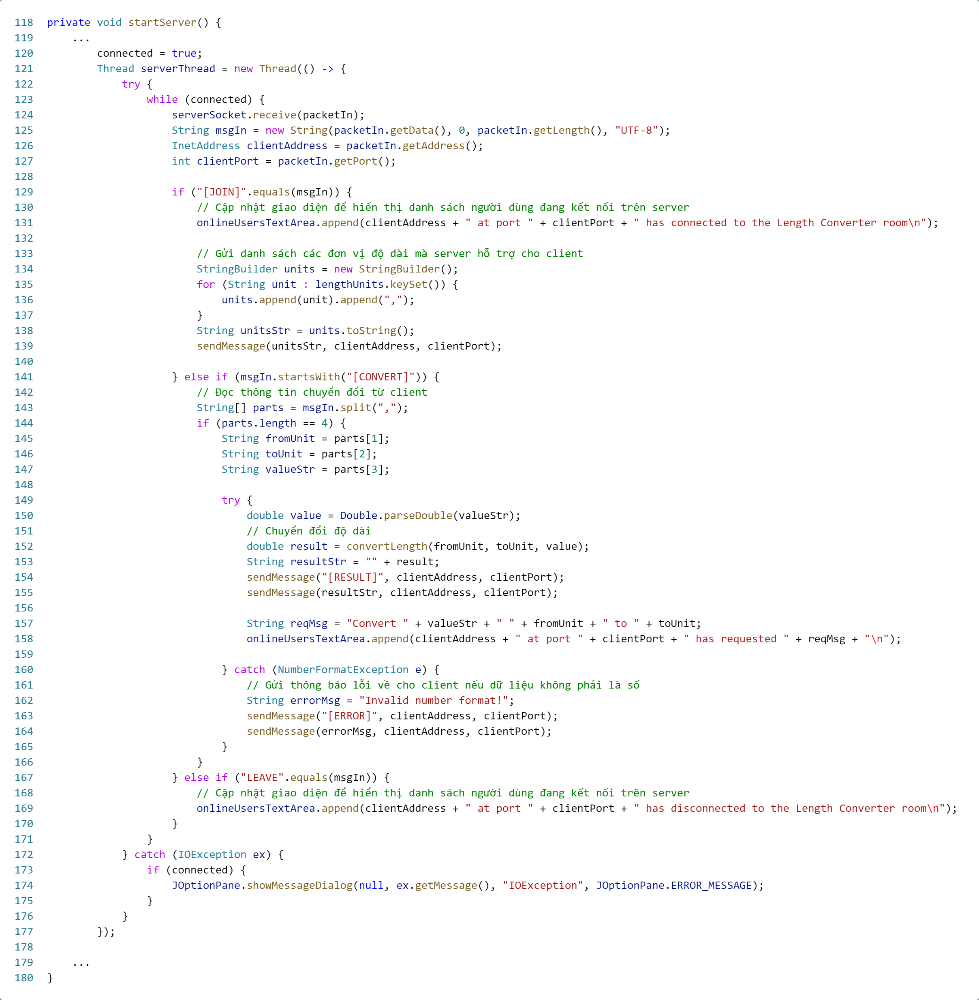 118 private void startServer() {
119 ...
120 connected = true;
121 Thread serverThread = new Thread(() -> {
122 try {
123 while (connected) {
124 serverSocket.receive(packetIn);
125 String msgIn = new String(packetIn.getData(), 0, packetIn.getLength(), "UTF-8");
126 InetAddress clientAddress = packetIn.getAddress();
127 int clientPort = packetIn.getPort();
128
129 if ("[JOIN]".equals(msgIn)) {
130 // Cập nhật giao diện để hiển thị danh sách người dùng đang kết nối trên server
131 onlineUsersTextArea.append(clientAddress + " at port " + clientPort + " has connected to the Length Converter room\n");
132
133 // Gửi danh sách các đơn vị độ dài mà server hỗ trợ cho client
134 StringBuilder units = new StringBuilder();
135 for (String unit : lengthUnits.keySet()) {
136 units.append(unit).append(",");
137 }
138 String unitsStr = units.toString();
139 sendMessage(unitsStr, clientAddress, clientPort);
140
141 } else if (msgIn.startsWith("[CONVERT]")) {
142 // Đọc thông tin chuyển đổi từ client
143 String[] parts = msgIn.split(",");
144 if (parts.length == 4) {
145 String fromUnit = parts[1];
146 String toUnit = parts[2];
147 String valueStr = parts[3];
148
149 try {
150 double value = Double.parseDouble(valueStr);
151 // Chuyển đổi độ dài
152 double result = convertLength(fromUnit, toUnit, value);
153 String resultStr = "" + result;
154 sendMessage("[RESULT]", clientAddress, clientPort);
155 sendMessage(resultStr, clientAddress, clientPort);
156
157 String reqMsg = "Convert " + valueStr + " " + fromUnit + " to " + toUnit;
158 onlineUsersTextArea.append(clientAddress + " at port " + clientPort + " has requested " + reqMsg + "\n");
159
160 } catch (NumberFormatException e) {
161 // Gửi thông báo lỗi về cho client nếu dữ liệu không phải là số
162 String errorMsg = "Invalid number format!";
163 sendMessage("[ERROR]", clientAddress, clientPort);
164 sendMessage(errorMsg, clientAddress, clientPort);
165 }
166 }
167 } else if ("LEAVE".equals(msgIn)) {
168 // Cập nhật giao diện để hiển thị danh sách người dùng đang kết nối trên server
169 onlineUsersTextArea.append(clientAddress + " at port " + clientPort + " has disconnected to the Length Converter room\n");
170 }
171 }
172 } catch (IOException ex) {
173 if (connected) {
174 JOptionPane.showMessageDialog(null, ex.getMessage(), "IOException", JOptionPane.ERROR_MESSAGE);
175 }
176 }
177 });
178
179 ...
180 }